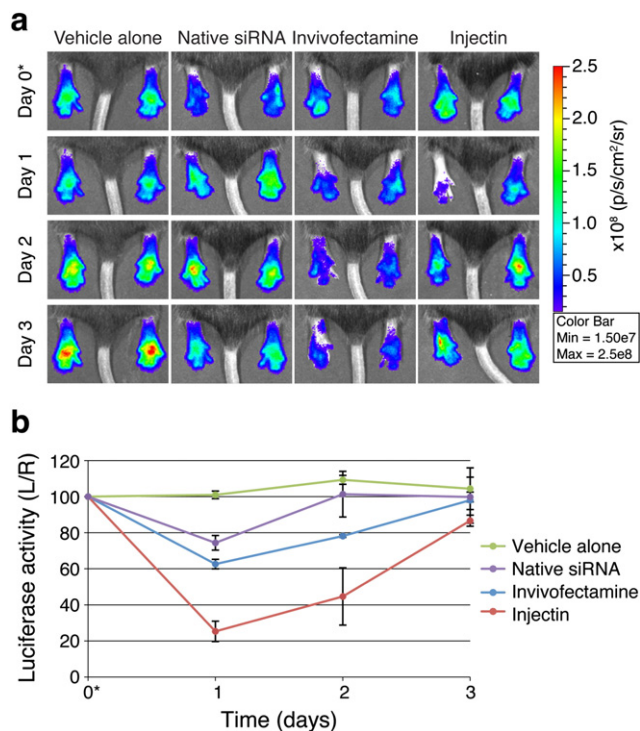 a
Vehicle alone Native siRNA Invivofectamine Injectin
Day 0*
Day 1
Day 2
Day 3
2.5
2.0
1.5
1.0
0.5
x10⁸ (p/s/cm²/sr)
Color Bar
Min = 1.50e7
Max = 2.5e8
b
Luciferase activity (L/R)
120
100
80
60
40
20
0
0* 1 2 3
Time (days)
Vehicle alone
Native siRNA
Invivofectamine
Injectin